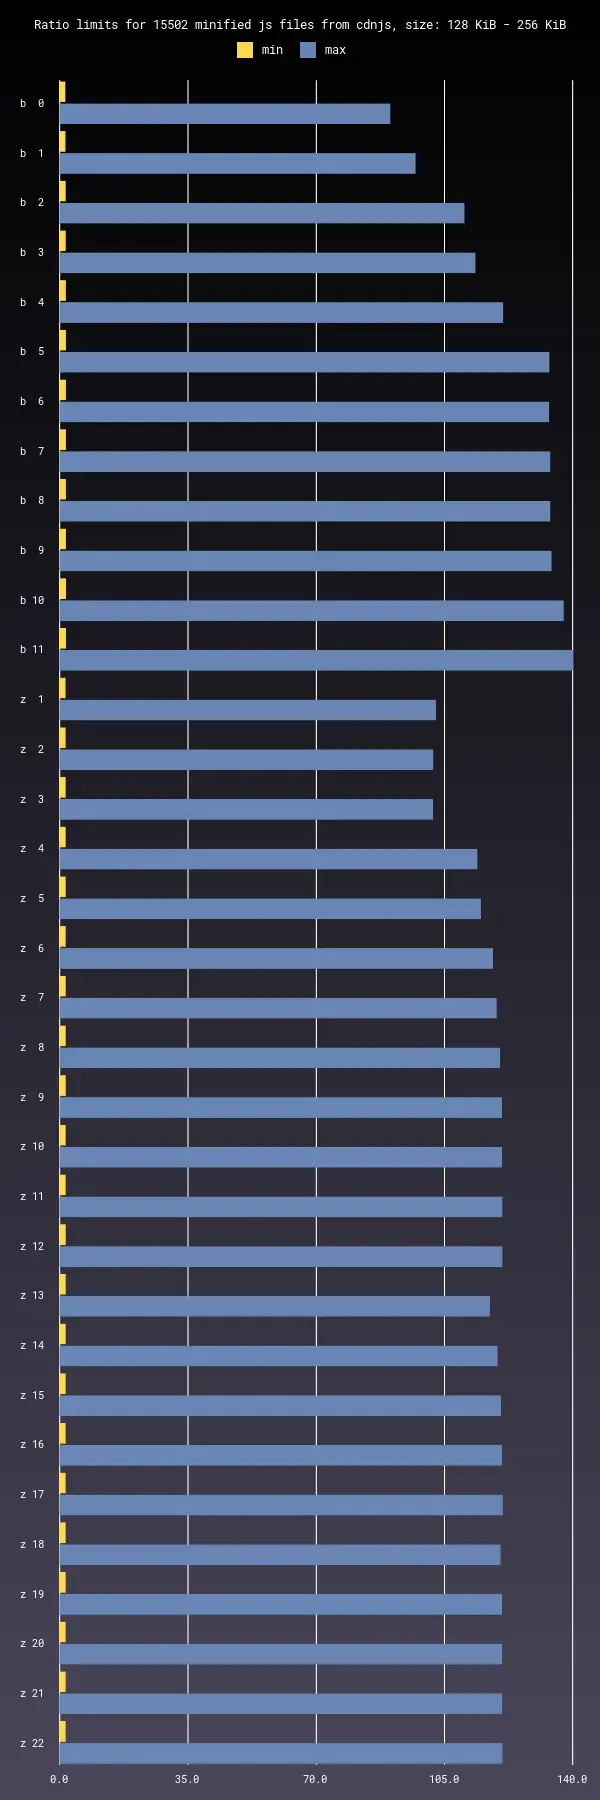 Ratio limits for 15502 minified js files from cdnjs, size: 128 KiB - 256 KiB
min max
b 0
b 1
b 2
b 3
b 4
b 5
b 6
b 7
b 8
b 9
b 10
b 11
z 1
z 2
z 3
z 4
z 5
z 6
z 7
z 8
z 9
z 10
z 11
z 12
z 13
z 14
z 15
z 16
z 17
z 18
z 19
z 20
z 21
z 22
0.0 35.0 70.0 105.0 140.0